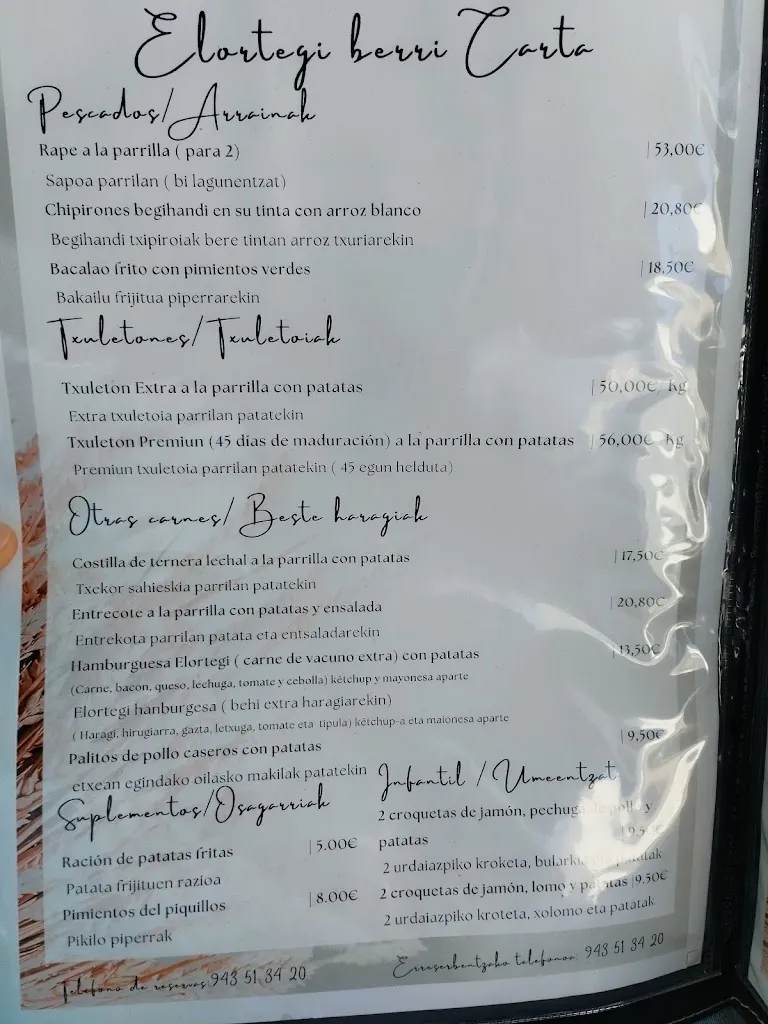 Elortegi berri Carta
Pescados/Arrainak
Rape a la parrilla ( para 2) | 53,00€
Sapoa parrilan ( bi lagunentzat)
Chipirones begihandi en su tinta con arroz blanco | 20,80€
Begihandi txipiroiak bere tintan arroz txuriarekin
Bacalao frito con pimientos verdes | 18,50€
Bakailu frijitua piperrarekin
Txuletones/Txuletoiak
Txuleton Extra a la parrilla con patatas | 50,00€/Kg
Extra txuletoia parrilan patatekin
Txuleton Premiun (45 días de maduración) a la parrilla con patatas | 56,00€ Kg
Premiun txuletoia parrilan patatekin ( 45 egun helduta)
Otras carnes/ Beste haragiak
Costilla de ternera lechal a la parrilla con patatas | 17,50€
Txekor sahieskia parrilan patatekin
Entrecote a la parrilla con patatas y ensalada | 20,80€
Entrekota parrilan patata eta entsaladarekin
Hamburguesa Elortegi ( carne de vacuno extra) con patatas | 13,50€
(Carne, bacon, queso, lechuga, tomate y cebolla) kétchup y mayonesa aparte
Elortegi hanburgesa ( behi extra haragiarekin)
( Haragi, hirugiarra, gazta, letxuga, tomate eta tipula) kétchup-a eta maionesa aparte
Palitos de pollo caseros con patatas | 9,50€
etxean egindako oilasko makilak patatekin
Suplementos/Osagarriak
Ración de patatas fritas | 5.00€
Patata frijituen razioa
Pimientos del piquillos | 8.00€
Pikilo piperrak
Infantil / Umeentzat
2 croquetas de jamón, pechuga de pollo y
patatas | 9,50€
2 urdaiazpiko kroketa, bularkia eta patatak
2 croquetas de jamón, lomo y patatas |9,50€
2 urdaiazpiko kroteta, xolomo eta patatak
Telefono de reservas 943 51 34 20
Erreserbentzako telefonoa: 943 51 34 20